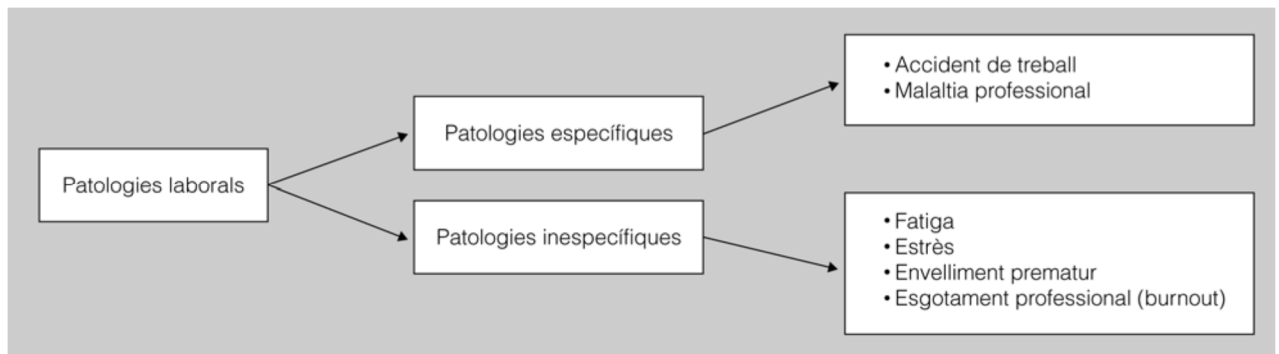 Patologies laborals
Patologies específiques
• Accident de treball
• Malaltia professional
Patologies inespecífiques
• Fatiga
• Estrès
• Envelliment prematur
• Esgotament professional (burnout)